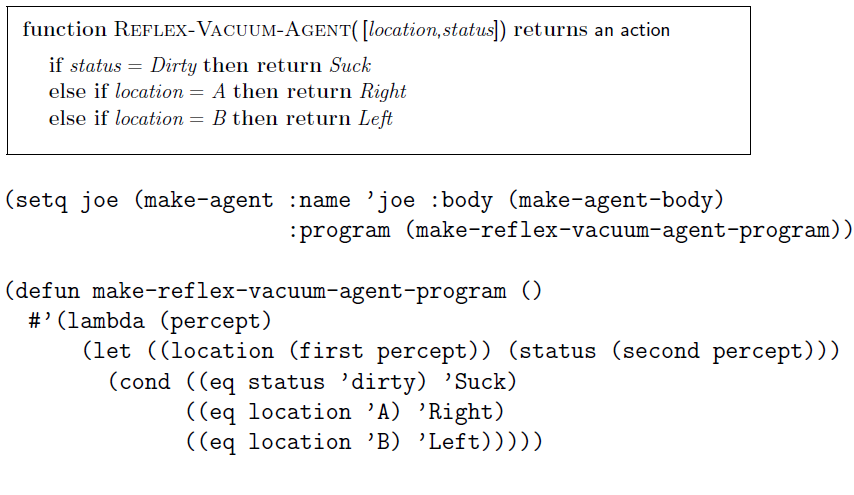 function REFLEX-VACUUM-AGENT( [location,status]) returns an action
if status = Dirty then return Suck
else if location = A then return Right
else if location = B then return Left
(setq joe (make-agent :name ’joe :body (make-agent-body)
:program (make-reflex-vacuum-agent-program))
(defun make-reflex-vacuum-agent-program ()
#’(lambda (percept)
(let ((location (first percept)) (status (second percept)))
(cond ((eq status ’dirty) ’Suck)
((eq location ’A) ’Right)
((eq location ’B) ’Left)))))